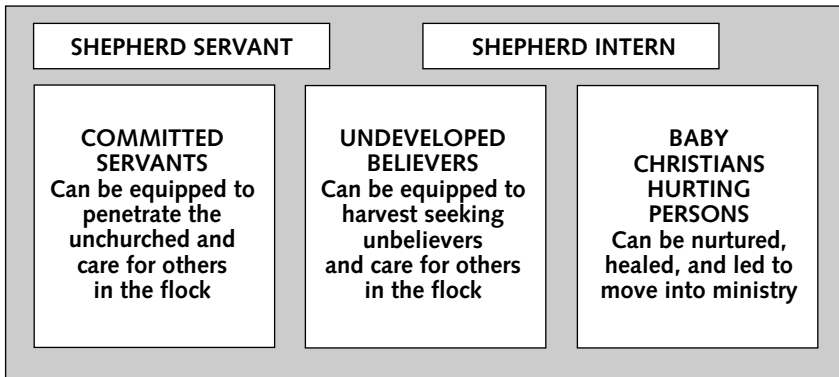 SHEPHERD SERVANT
SHEPHERD INTERN
COMMITTED
SERVANTS
Can be equipped to
penetrate the
unchurched and
care for others
in the flock
UNDEVELOPED
BELIEVERS
Can be equipped to
harvest seeking
unbelievers
and care for others
in the flock
BABY
CHRISTIANS
HURTING
PERSONS
Can be nurtured,
healed, and led to
move into ministry